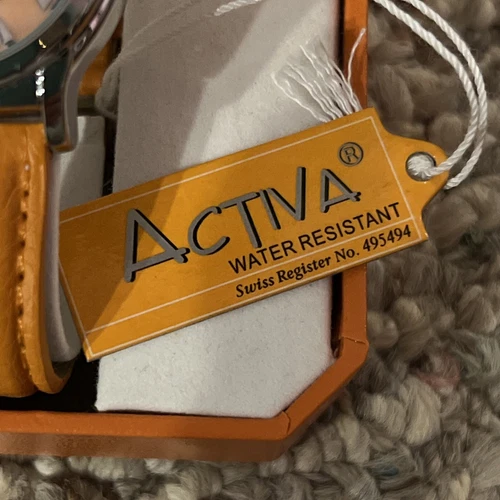 ACTIVA®
WATER RESISTANT
Swiss Register No. 495494